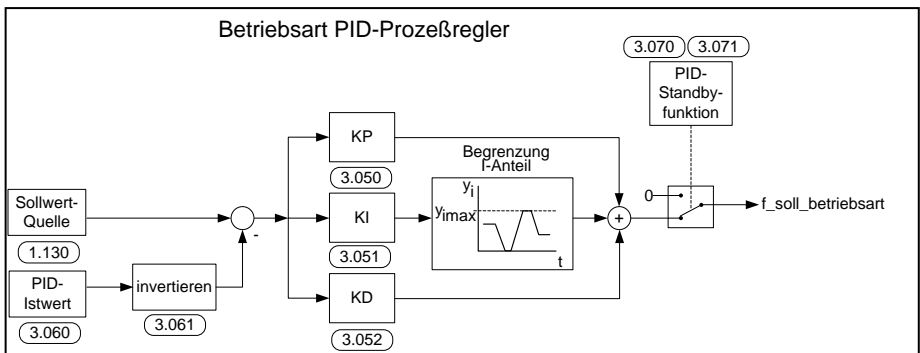 Betriebsart PID-Prozeßregler
3.070
3.071
PID-
Standby-
funktion
KP
3.050
Begrenzung
I-Anteil
yi
yimax
t
Sollwert-
Quelle
1.130
-
KI
3.051
+
0
f_soll_betriebsart
PID-
Istwert
3.060
invertieren
3.061
KD
3.052